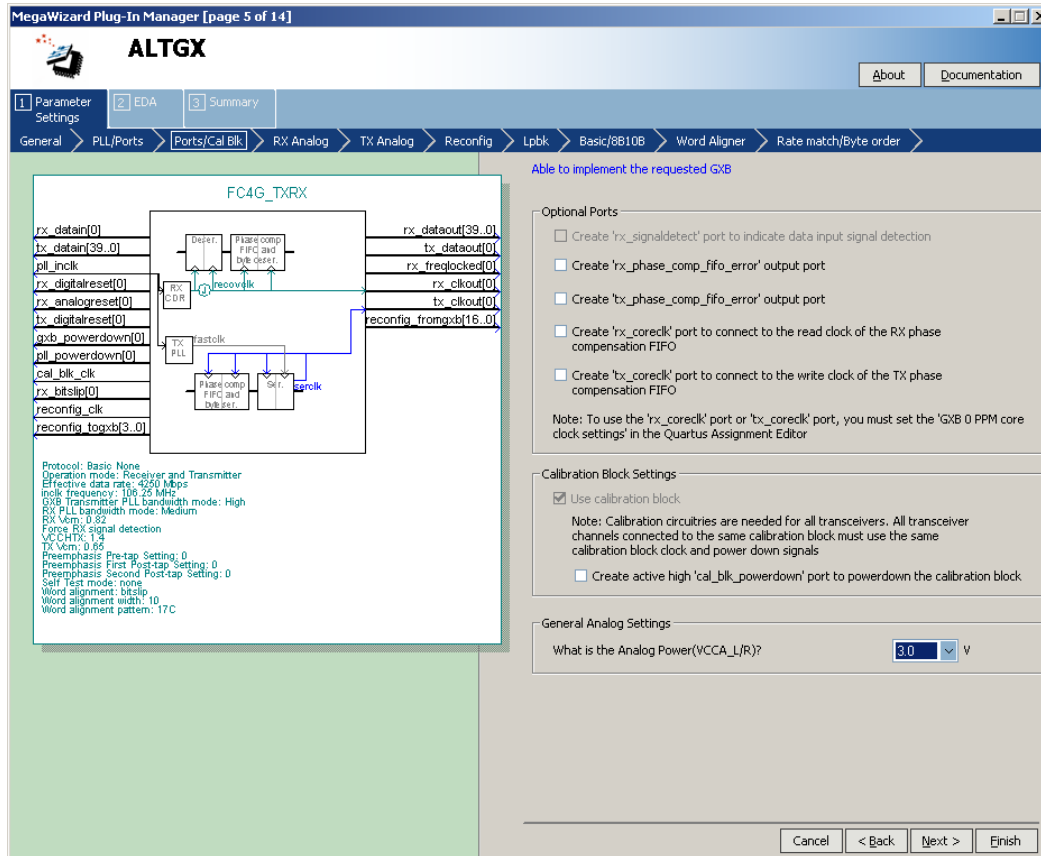 MegaWizard Plug-In Manager [page 5 of 14]
ALTGX
About
Documentation
1 Parameter Settings
2 EDA
3 Summary
General
PLL/Ports
Ports/Cal Blk
RX Analog
TX Analog
Reconfig
Lpbk
Basic/8B10B
Word Aligner
Rate match/Byte order
FC4G_TXRX
rx_datain[0]
tx_datain[39..0]
pll_inclk
rx_digitalreset[0]
rx_analogreset[0]
tx_digitalreset[0]
gxb_powerdown[0]
pll_powerdown[0]
cal_blk_clk
rx_bitslip[0]
reconfig_clk
reconfig_togxb[3..0]
Deser.
Phase comp
FIFO and
byte deser.
RX
CDR
recovclk
TX
PLL
fastclk
Phase comp
FIFO and
byte ser.
Ser.
serclk
rx_dataout[39..0]
tx_dataout[0]
rx_freqlocked[0]
rx_clkout[0]
tx_clkout[0]
reconfig_fromgxb[16..0]
Protocol: Basic None
Operation mode: Receiver and Transmitter
Effective data rate: 4250 Mbps
inclk frequency: 106.25 MHz
GXB Transmitter PLL bandwidth mode: High
RX PLL bandwidth mode: Medium
RX Vcm: 0.82
Force RX signal detection
VCCHTX: 1.4
TX Vcm: 0.65
Preemphasis Pre-tap Setting: 0
Preemphasis First Post-tap Setting: 0
Preemphasis Second Post-tap Setting: 0
Self Test mode: none
Word alignment: bitslip
Word alignment width: 10
Word alignment pattern: 17C
Able to implement the requested GXB
Optional Ports
Create 'rx_signaldetect' port to indicate data input signal detection
Create 'rx_phase_comp_fifo_error' output port
Create 'tx_phase_comp_fifo_error' output port
Create 'rx_coreclk' port to connect to the read clock of the RX phase
compensation FIFO
Create 'tx_coreclk' port to connect to the write clock of the TX phase
compensation FIFO
Note: To use the 'rx_coreclk' port or 'tx_coreclk' port, you must set the 'GXB 0 PPM core
clock settings' in the Quartus Assignment Editor
Calibration Block Settings
Use calibration block
Note: Calibration circuitries are needed for all transceivers. All transceiver
channels connected to the same calibration block must use the same
calibration block clock and power down signals
Create active high 'cal_blk_powerdown' port to powerdown the calibration block
General Analog Settings
What is the Analog Power(VCCA_L/R)?
3.0
V
Cancel
< Back
Next >
Finish